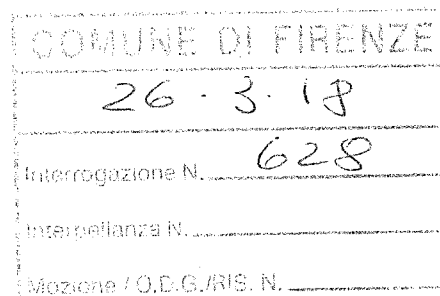 COMUNE DI FIRENZE
26.3.18
Interrogazione N. 628
Interpellanza N.
Mozione / O.D.G./RIS. N.